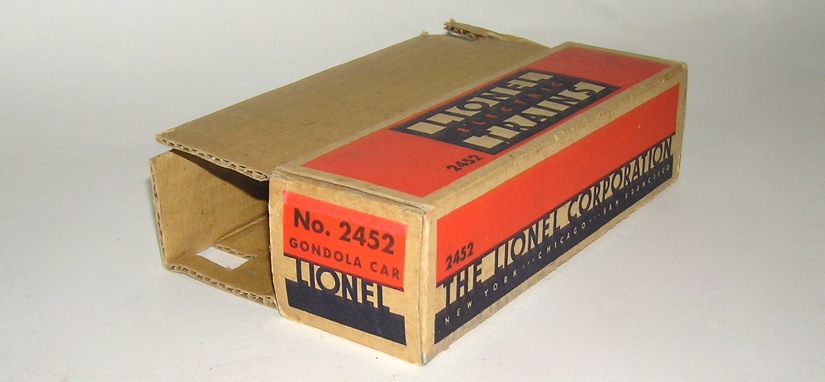 LIONEL
ELECTRIC
TRAINS
2452
No. 2452
GONDOLA CAR
LIONEL
2452
THE LIONEL CORPORATION
NEW YORK ··· CHICAGO ··· SAN FRANCISCO